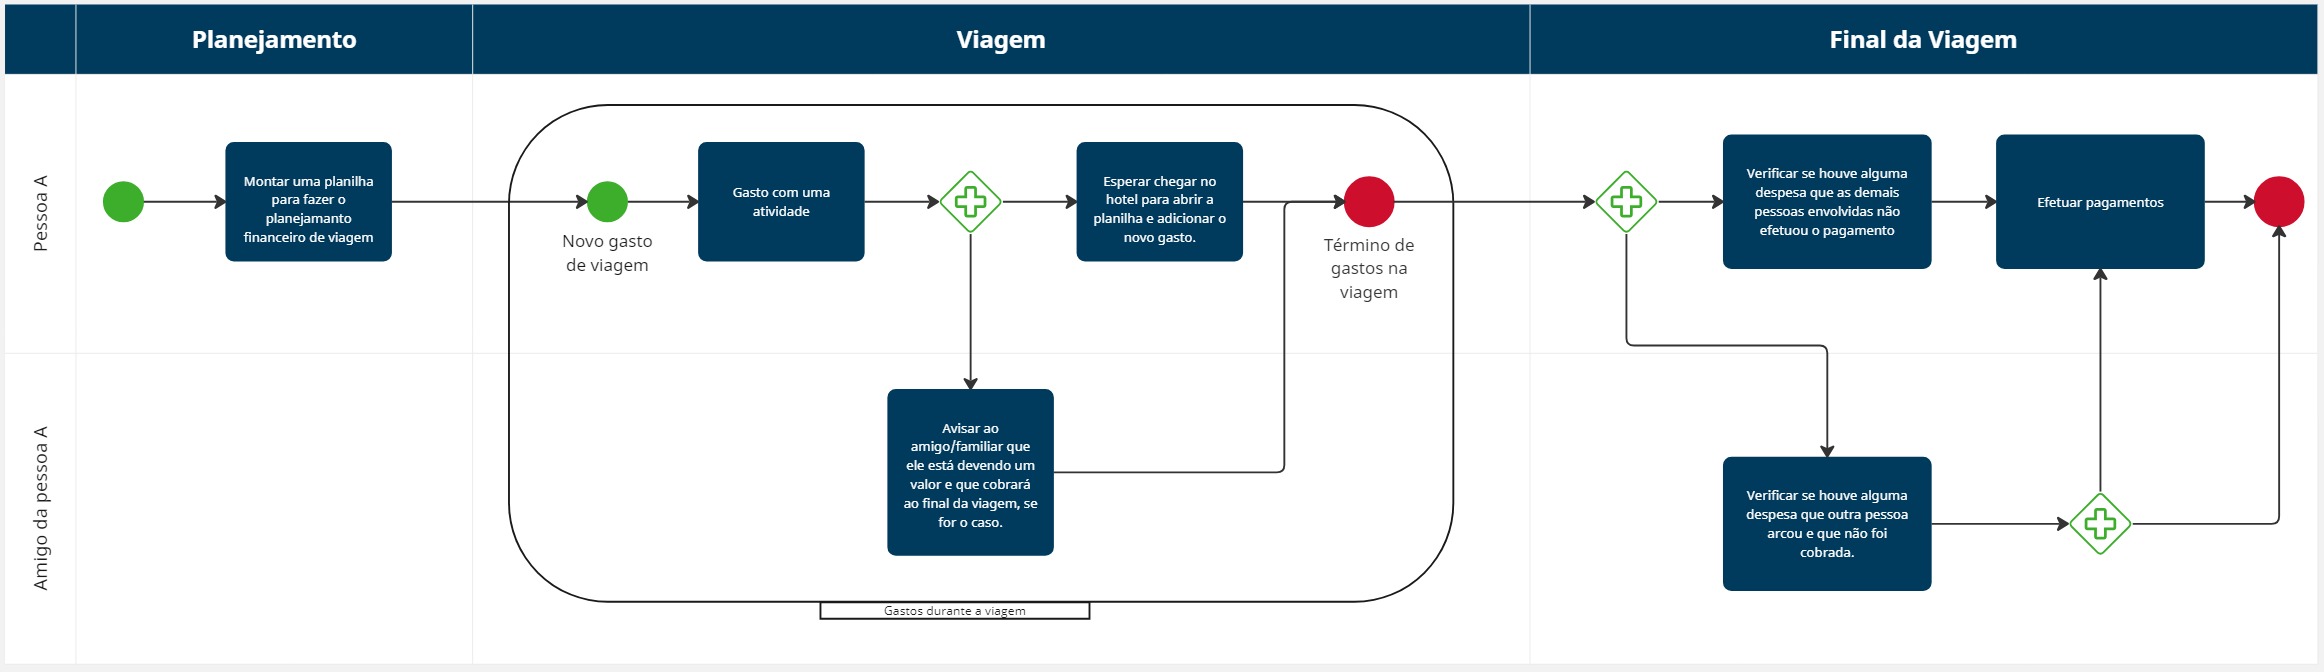 Planejamento
Viagem
Final da Viagem
Pessoa A
Montar uma planilha
para fazer o
planejamanto
financeiro de viagem
Novo gasto
de viagem
Gasto com uma
atividade
Esperar chegar no
hotel para abrir a
planilha e adicionar o
novo gasto.
Término de
gastos na
viagem
Verificar se houve alguma
despesa que as demais
pessoas envolvidas não
efetuou o pagamento
Efetuar pagamentos
Amigo da pessoa A
Avisar ao
amigo/familiar que
ele está devendo um
valor e que cobrará
ao final da viagem, se
for o caso.
Verificar se houve alguma
despesa que outra pessoa
arcou e que não foi
cobrada.
Gastos durante a viagem